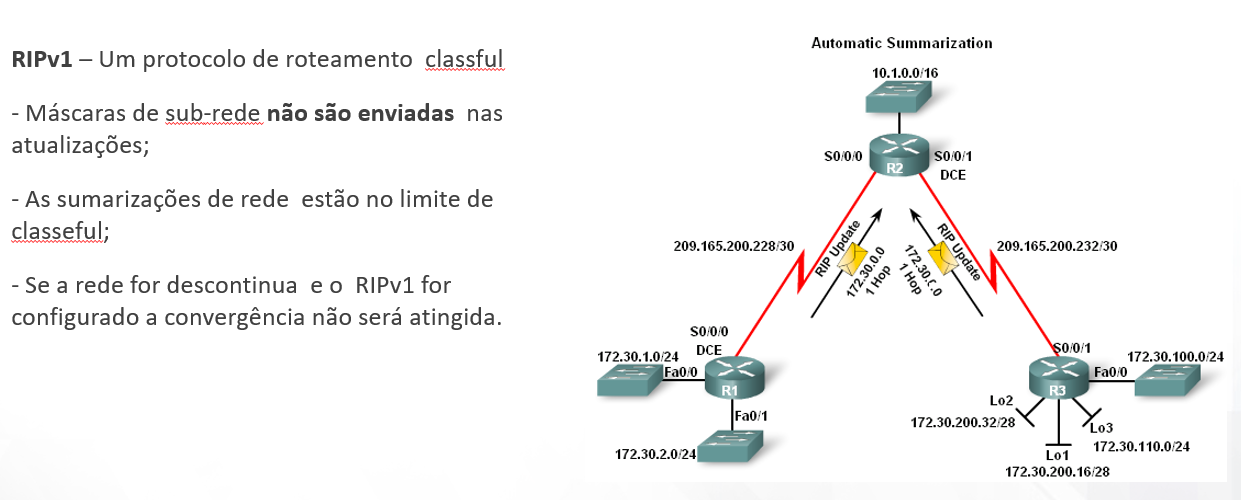 RIPv1 – Um protocolo de roteamento classful
- Máscaras de sub-rede não são enviadas nas
atualizações;
- As sumarizações de rede estão no limite de
classeful;
- Se a rede for descontinua e o RIPv1 for
configurado a convergência não será atingida.
Automatic Summarization
10.1.0.0/16
S0/0/0
R2
S0/0/1
DCE
209.165.200.228/30
RIP Update
172.30.0.0
1 Hop
RIP Update
1 Hop
209.165.200.232/30
S0/0/0
DCE
172.30.1.0/24
Fa0/0
R1
Fa0/1
172.30.2.0/24
S0/0/1
172.30.100.0/24
Fa0/0
R3
Lo2
172.30.200.32/28
Lo3
172.30.110.0/24
Lo1
172.30.200.16/28